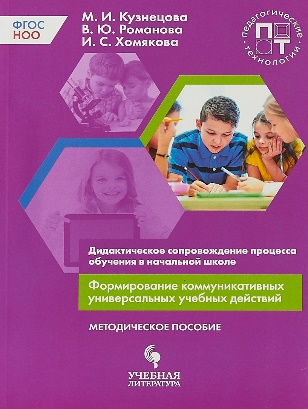 ФГОС
НОО
М. И. Кузнецова
В. Ю. Романова
И. С. Хомякова
педагогические
ПТ
технологии
Дидактическое сопровождение процесса
обучения в начальной школе
Формирование коммуникативных
универсальных учебных действий
МЕТОДИЧЕСКОЕ ПОСОБИЕ
УЧЕБНАЯ
ЛИТЕРАТУРА